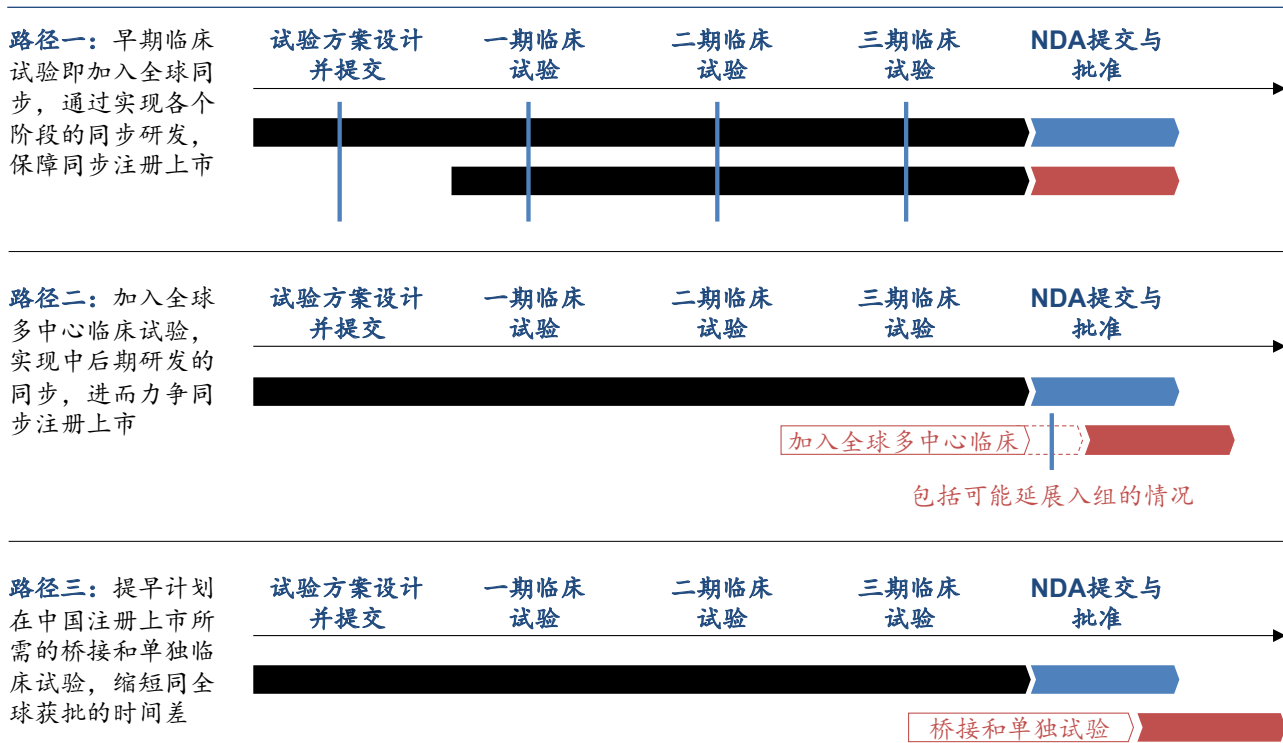 路径一：早期临床
试验即加入全球同
步，通过实现各个
阶段的同步研发，
保障同步注册上市
试验方案设计
并提交
一期临床
试验
二期临床
试验
三期临床
试验
NDA提交与
批准
路径二：加入全球
多中心临床试验，
实现中后期研发的
同步，进而力争同
步注册上市
试验方案设计
并提交
一期临床
试验
二期临床
试验
三期临床
试验
NDA提交与
批准
加入全球多中心临床
包括可能延展入组的情况
路径三：提早计划
在中国注册上市所
需的桥接和单独临
床试验，缩短同全
球获批的时间差
试验方案设计
并提交
一期临床
试验
二期临床
试验
三期临床
试验
NDA提交与
批准
桥接和单独试验